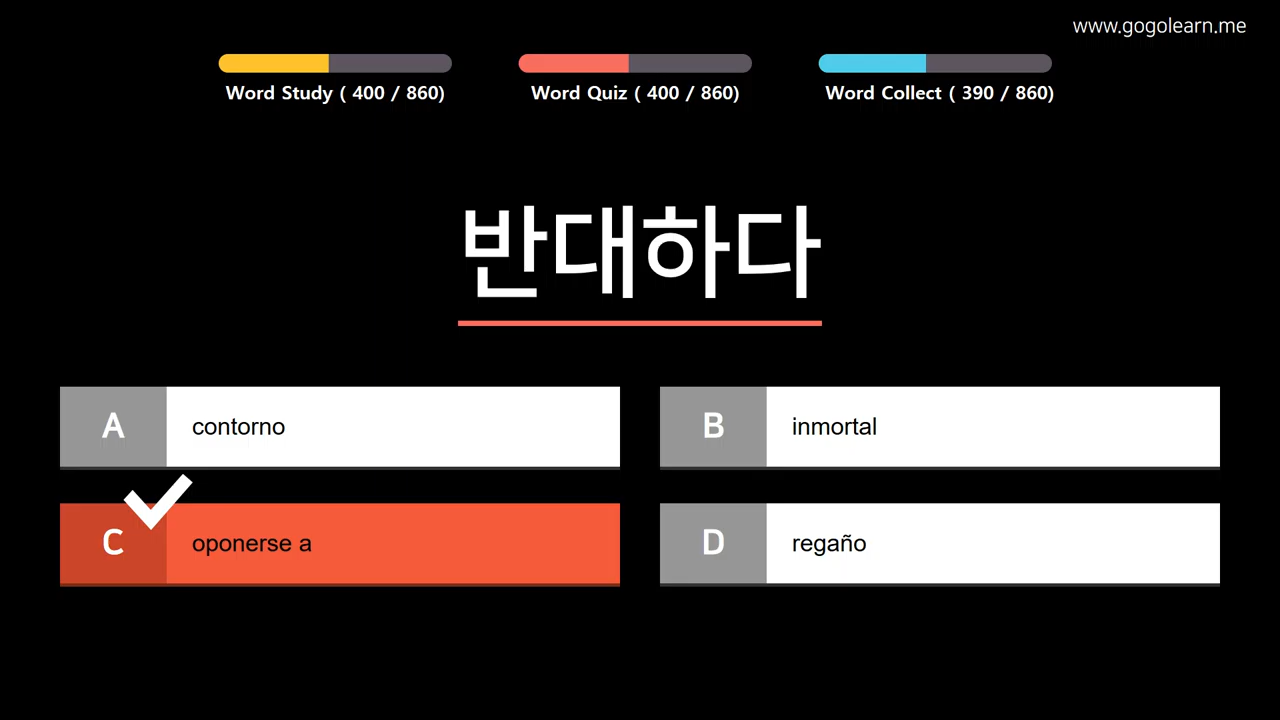 www.gogolearn.me
Word Study ( 400 / 860)
Word Quiz ( 400 / 860)
Word Collect ( 390 / 860)
반대하다
A
contorno
B
inmortal
C
oponerse a
D
regaño